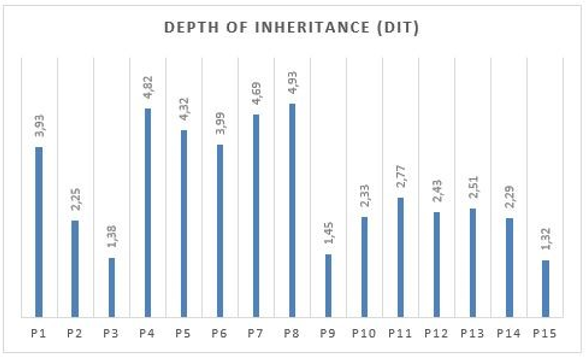 DEPTH OF INHERITANCE (DIT)
3,93 2,25 1,38 4,82 4,32 3,99 4,69 4,93 1,45 2,33 2,77 2,43 2,51 2,29 1,32
P1 P2 P3 P4 P5 P6 P7 P8 P9 P10 P11 P12 P13 P14 P15